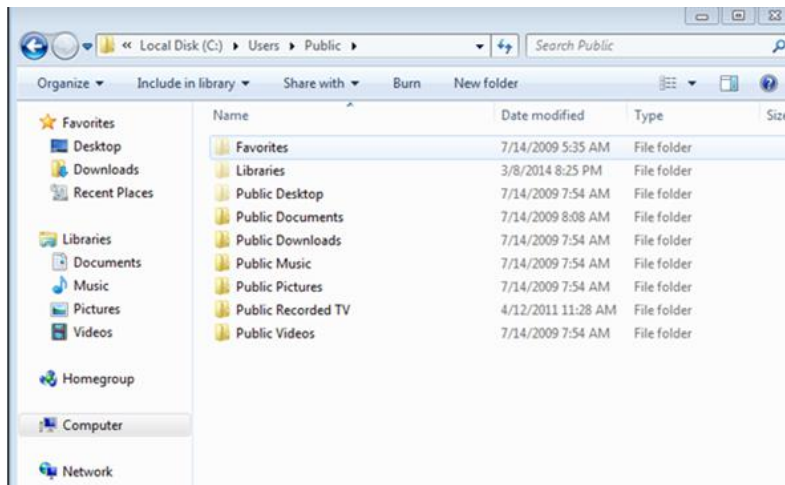 « Local Disk (C:) ▸ Users ▸ Public ▸ Search Public
Organize ▾ Include in library ▾ Share with ▾ Burn New folder
Name Date modified Type Size
Favorites
Desktop
Downloads
Recent Places
Libraries
Documents
Music
Pictures
Videos
Homegroup
Computer
Network
Favorites 7/14/2009 5:35 AM File folder
Libraries 3/8/2014 8:25 PM File folder
Public Desktop 7/14/2009 7:54 AM File folder
Public Documents 7/14/2009 8:08 AM File folder
Public Downloads 7/14/2009 7:54 AM File folder
Public Music 7/14/2009 7:54 AM File folder
Public Pictures 7/14/2009 7:54 AM File folder
Public Recorded TV 4/12/2011 11:28 AM File folder
Public Videos 7/14/2009 7:54 AM File folder